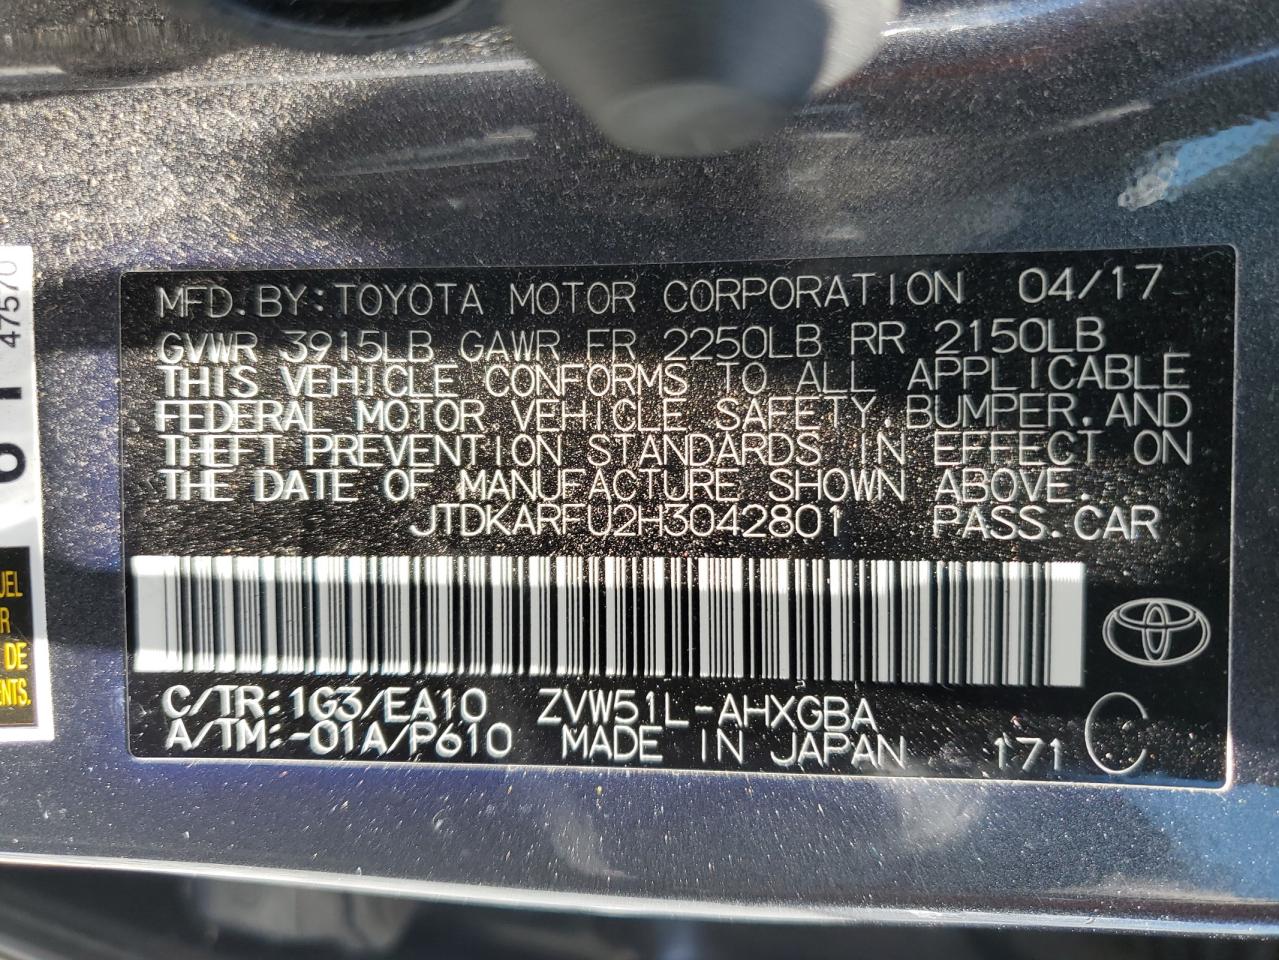 MFD.BY:TOYOTA MOTOR CORPORATION 04/17
GVWR 3915LB GAWR FR 2250LB RR 2150LB
THIS VEHICLE CONFORMS TO ALL APPLICABLE
FEDERAL MOTOR VEHICLE SAFETY,BUMPER,AND
THEFT PREVENTION STANDARDS IN EFFECT ON
THE DATE OF MANUFACTURE SHOWN ABOVE.
JTDKARFU2H3042801 PASS.CAR
C/TR:1G3/EA10 ZVW51L-AHXGBA
A/TM:-01A/P610 MADE IN JAPAN 171 C
47570
DE